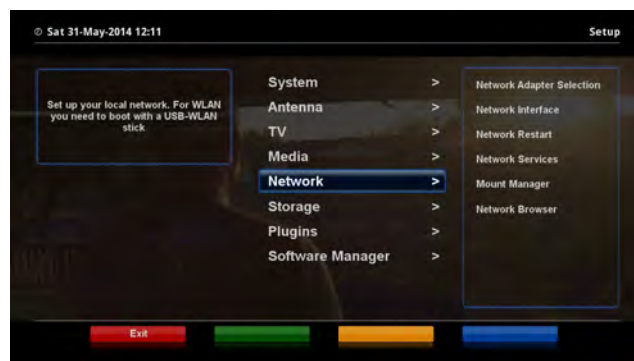 Sat 31-May-2014 12:11
Setup
Set up your local network. For WLAN
you need to boot with a USB-WLAN
stick
System >
Antenna >
TV >
Media >
Network >
Storage >
Plugins >
Software Manager >
Network Adapter Selection
Network Interface
Network Restart
Network Services
Mount Manager
Network Browser
Exit